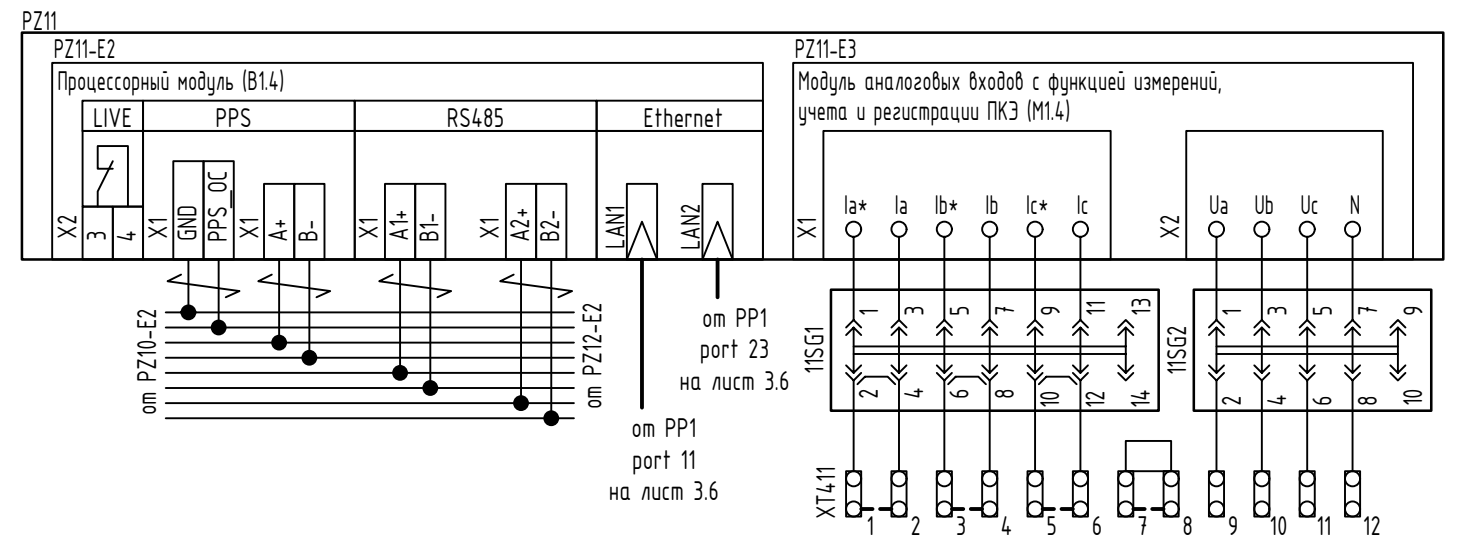 PZ11
PZ11-E2
Процессорный модуль (В1.4)
LIVE
PPS
RS485
Ethernet
X2
3
4
X1
GND
PPS_OC
X1
A+
B-
X1
A1+
B1-
X1
A2+
B2-
LAN1
LAN2
PZ11-E3
Модуль аналоговых входов с функцией измерений,
учета и регистрации ПКЭ (М1.4)
X1
Ia*
Ia
Ib*
Ib
Ic*
Ic
X2
Ua
Ub
Uc
N
от PZ10-E2
от PZ12-E2
от PP1
port 11
на лист 3.6
от PP1
port 23
на лист 3.6
11SG1
1
3
5
7
9
11
13
2
4
6
8
10
12
14
11SG2
1
3
5
7
9
2
4
6
8
10
XT411
1
2
3
4
5
6
7
8
9
10
11
12